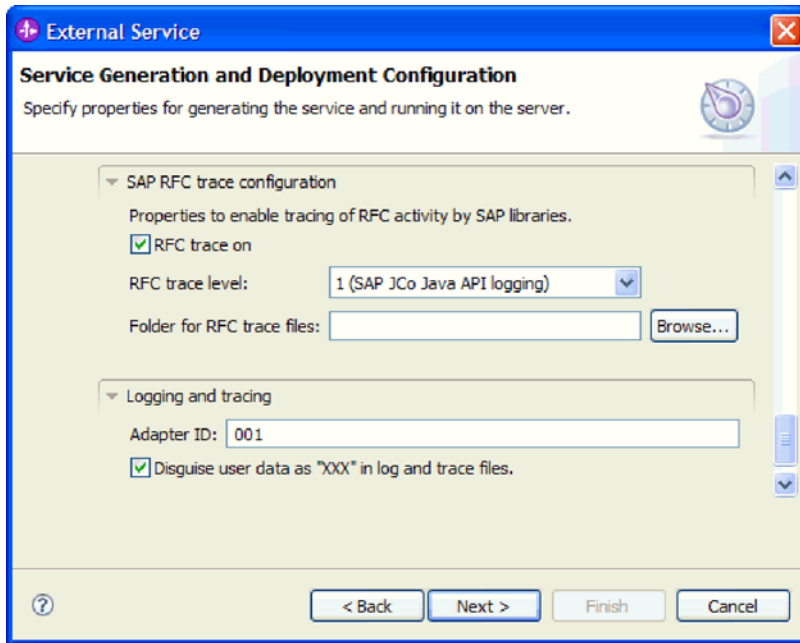 External Service
Service Generation and Deployment Configuration
Specify properties for generating the service and running it on the server.
SAP RFC trace configuration
Properties to enable tracing of RFC activity by SAP libraries.
RFC trace on
RFC trace level: 1 (SAP JCo Java API logging)
Folder for RFC trace files: Browse...
Logging and tracing
Adapter ID: 001
Disguise user data as "XXX" in log and trace files.
? < Back Next > Finish Cancel